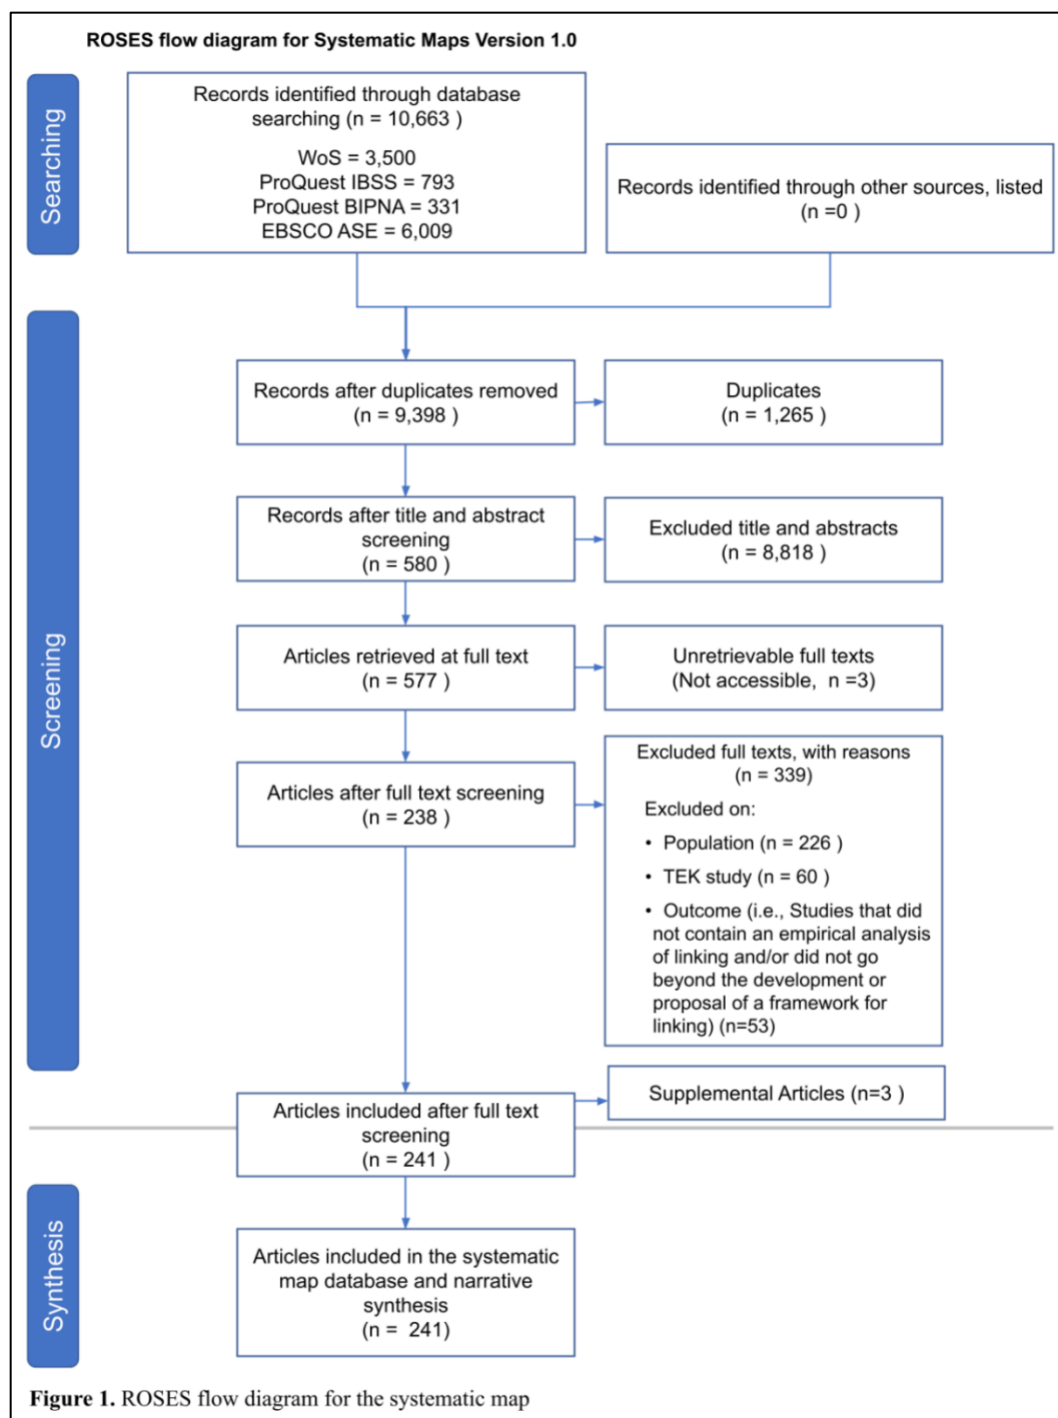 ROSES flow diagram for Systematic Maps Version 1.0
Searching
Records identified through database
searching (n = 10,663 )
WoS = 3,500
ProQuest IBSS = 793
ProQuest BIPNA = 331
EBSCO ASE = 6,009
Records identified through other sources, listed
(n =0 )
Screening
Records after duplicates removed
(n = 9,398 )
Duplicates
(n = 1,265 )
Records after title and abstract
screening
(n = 580 )
Excluded title and abstracts
(n = 8,818 )
Articles retrieved at full text
(n = 577 )
Unretrievable full texts
(Not accessible, n =3)
Articles after full text screening
(n = 238 )
Excluded full texts, with reasons
(n = 339)
Excluded on:
• Population (n = 226 )
• TEK study (n = 60 )
• Outcome (i.e., Studies that did
not contain an empirical analysis
of linking and/or did not go
beyond the development or
proposal of a framework for
linking) (n=53)
Articles included after full text
screening
(n = 241 )
Supplemental Articles (n=3 )
Synthesis
Articles included in the systematic
map database and narrative
synthesis
(n = 241)
Figure 1. ROSES flow diagram for the systematic map